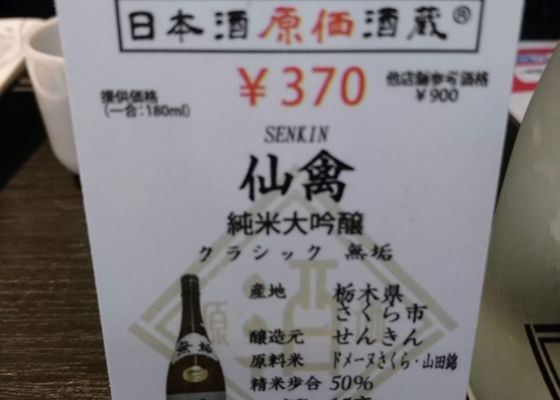 日本酒原価酒蔵®
提供価格
(一合:180ml)
¥370
他店舗参考価格
¥900
SENKIN
仙禽
純米大吟醸
クラシック 無垢
産地 栃木県
さくら市
醸造元 せんきん
原料米 ドメーヌさくら・山田錦
精米歩合 50%
無垢